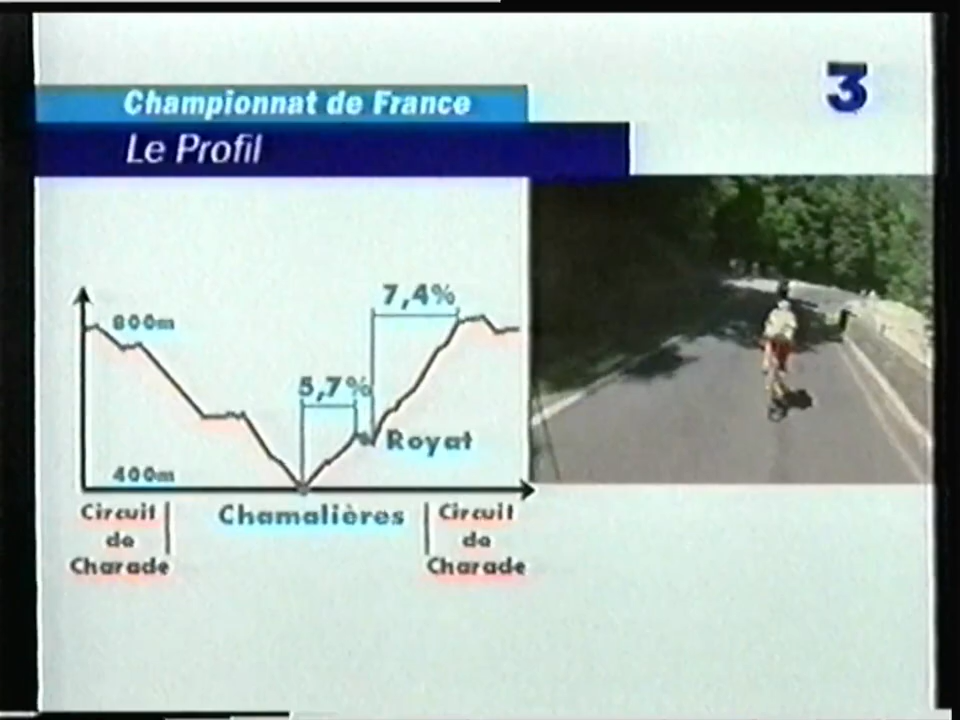 3
Championnat de France
Le Profil
7,4%
800m
5,7%
Royat
400m
Circuit
de
Charade
Chamalières
Circuit
de
Charade